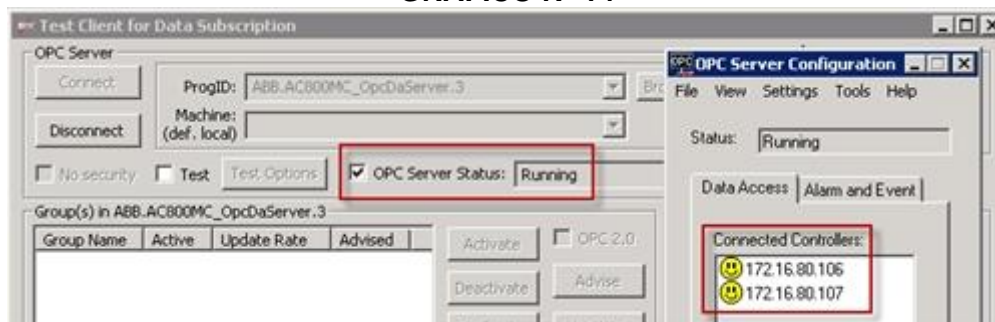 Test Client for Data Subscription
OPC Server
Connect
ProgID: ABB.AC800MC_OpcDaServer.3
Disconnect
Machine:
(def. local)
No security
Test
Test Options
OPC Server Status: Running
Group(s) in ABB.AC800MC_OpcDaServer.3
Group Name Active Update Rate Advised
Activate
OPC 2.0
Deactivate
Advise
OPC Server Configuration
File View Settings Tools Help
Status: Running
Data Access Alarm and Event
Connected Controllers:
172.16.80.106
172.16.80.107